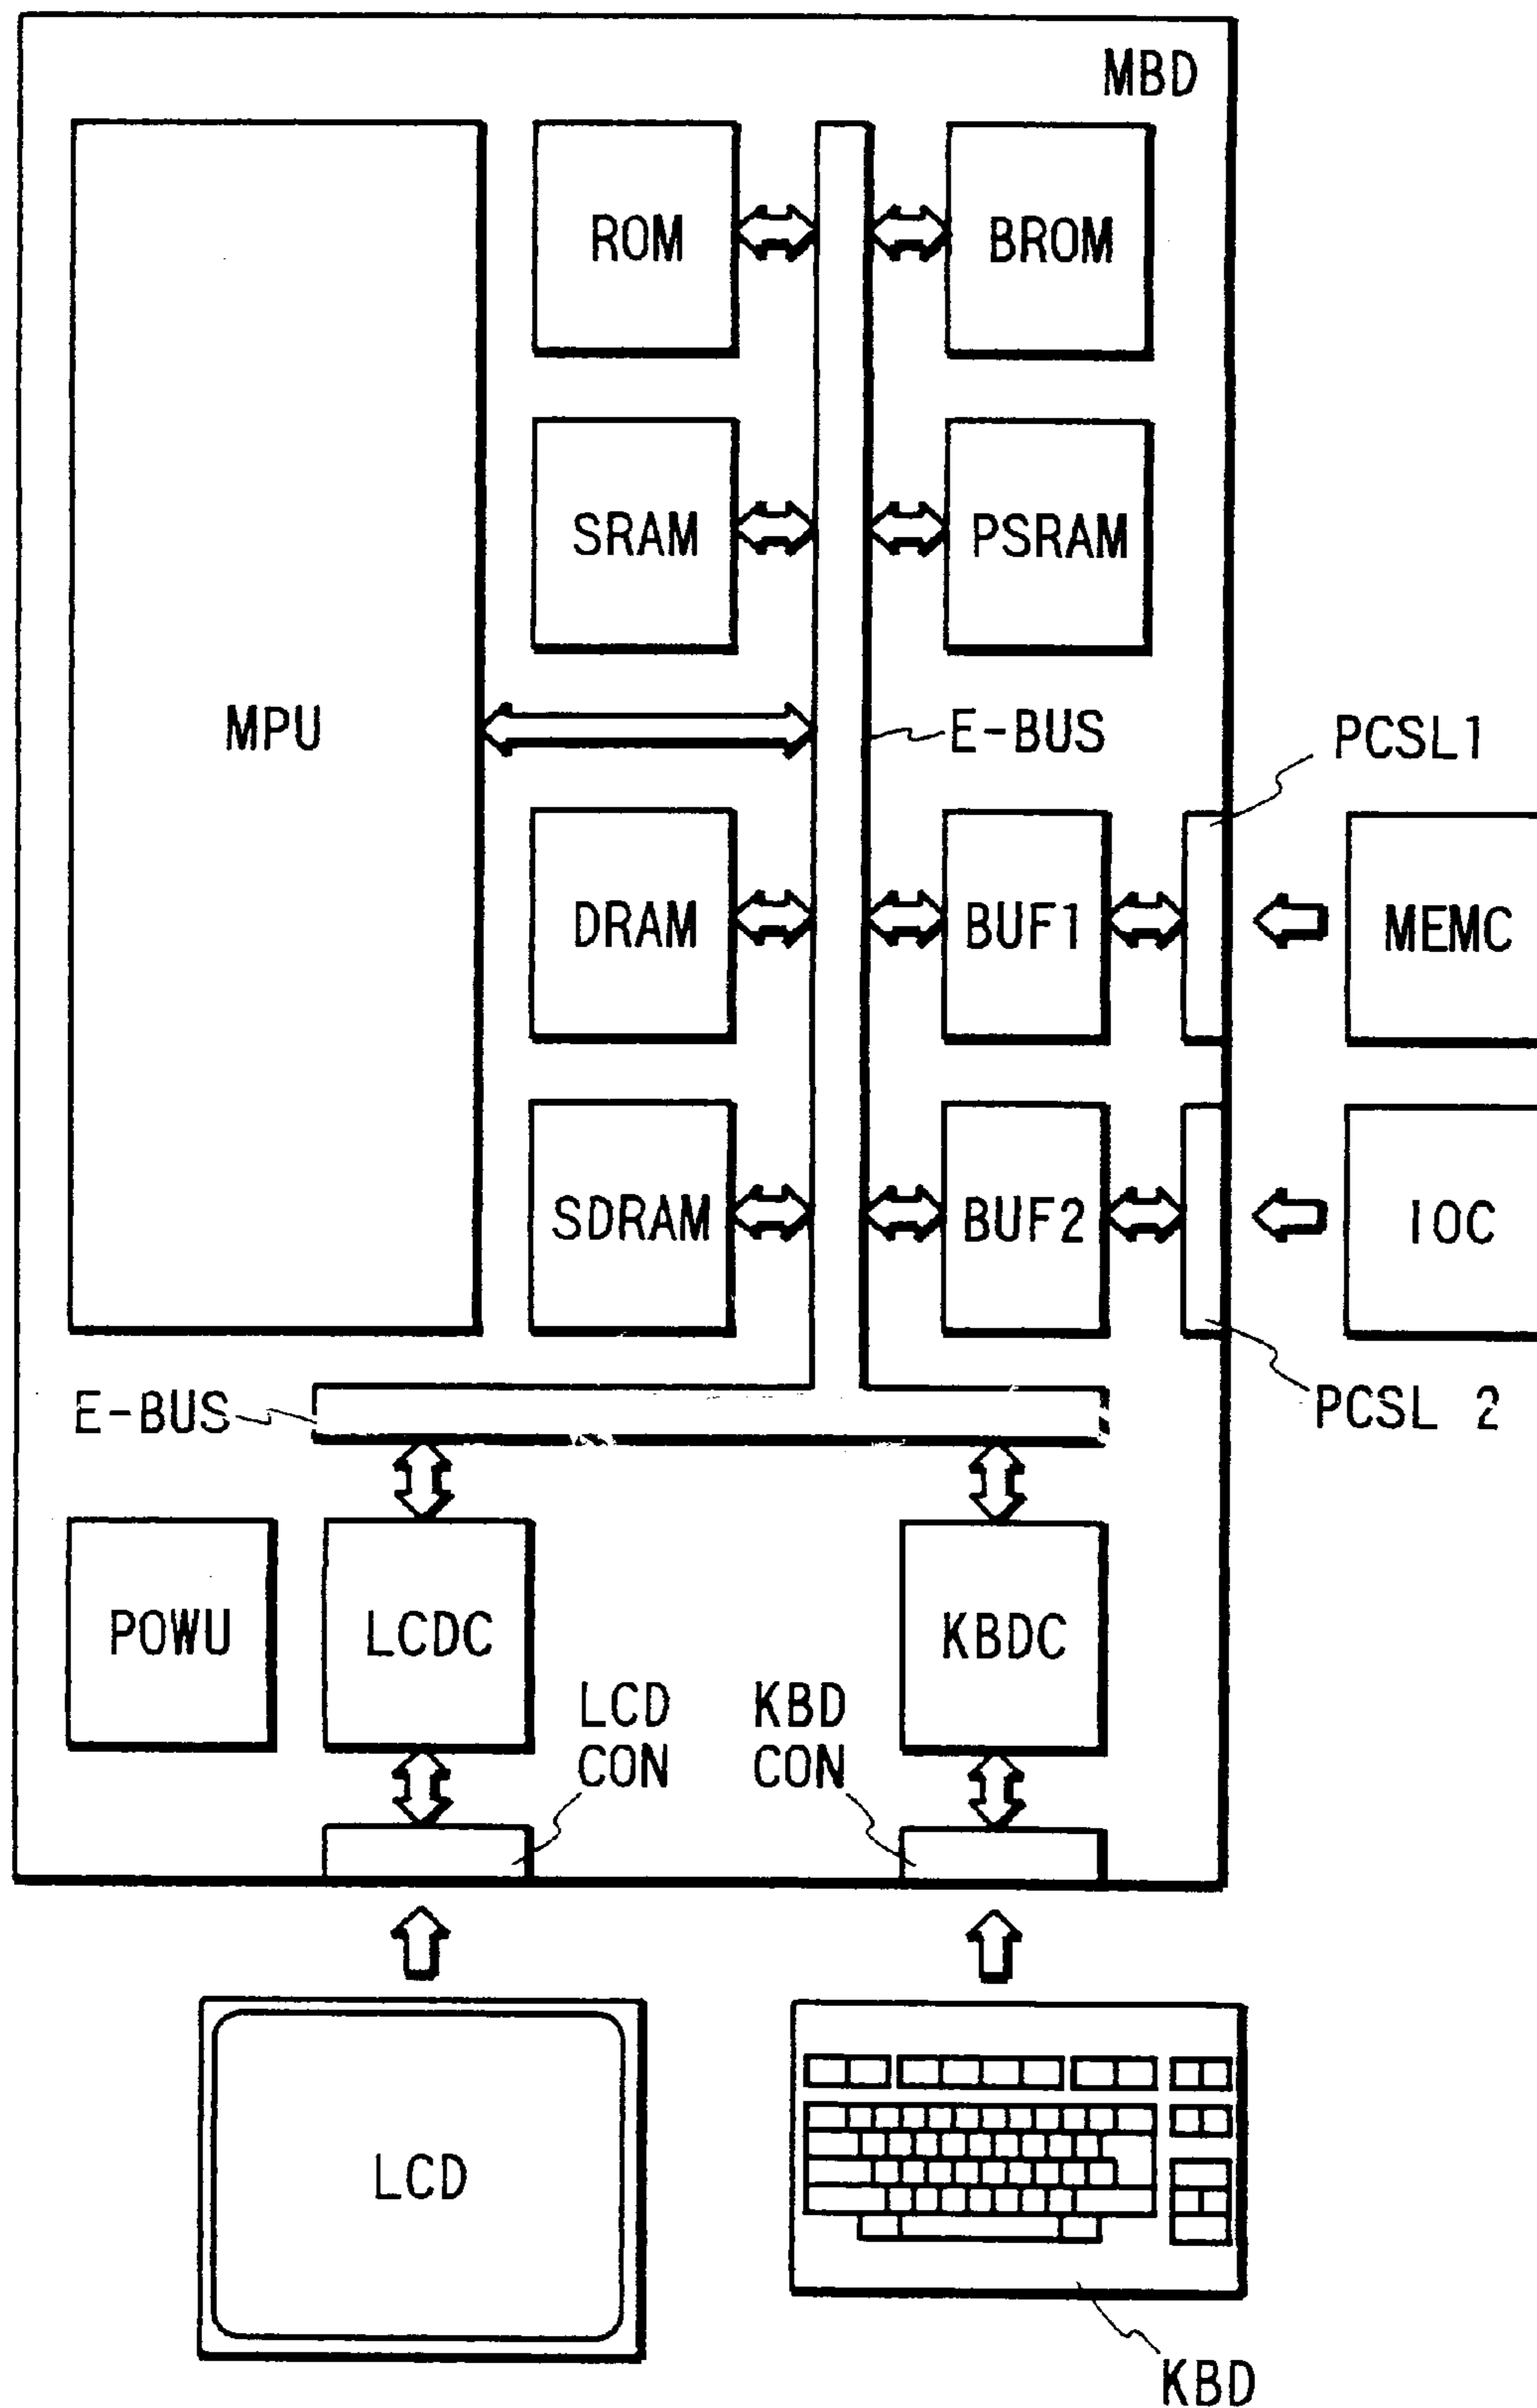 MBD
ROM
BROM
SRAM
PSRAM
MPU
E-BUS
PCSL1
DRAM
BUF1
MEMC
SDRAM
BUF2
IOC
E-BUS
PCSL 2
POWU
LCDC
KBDC
LCD
CON
KBD
CON
LCD
KBD